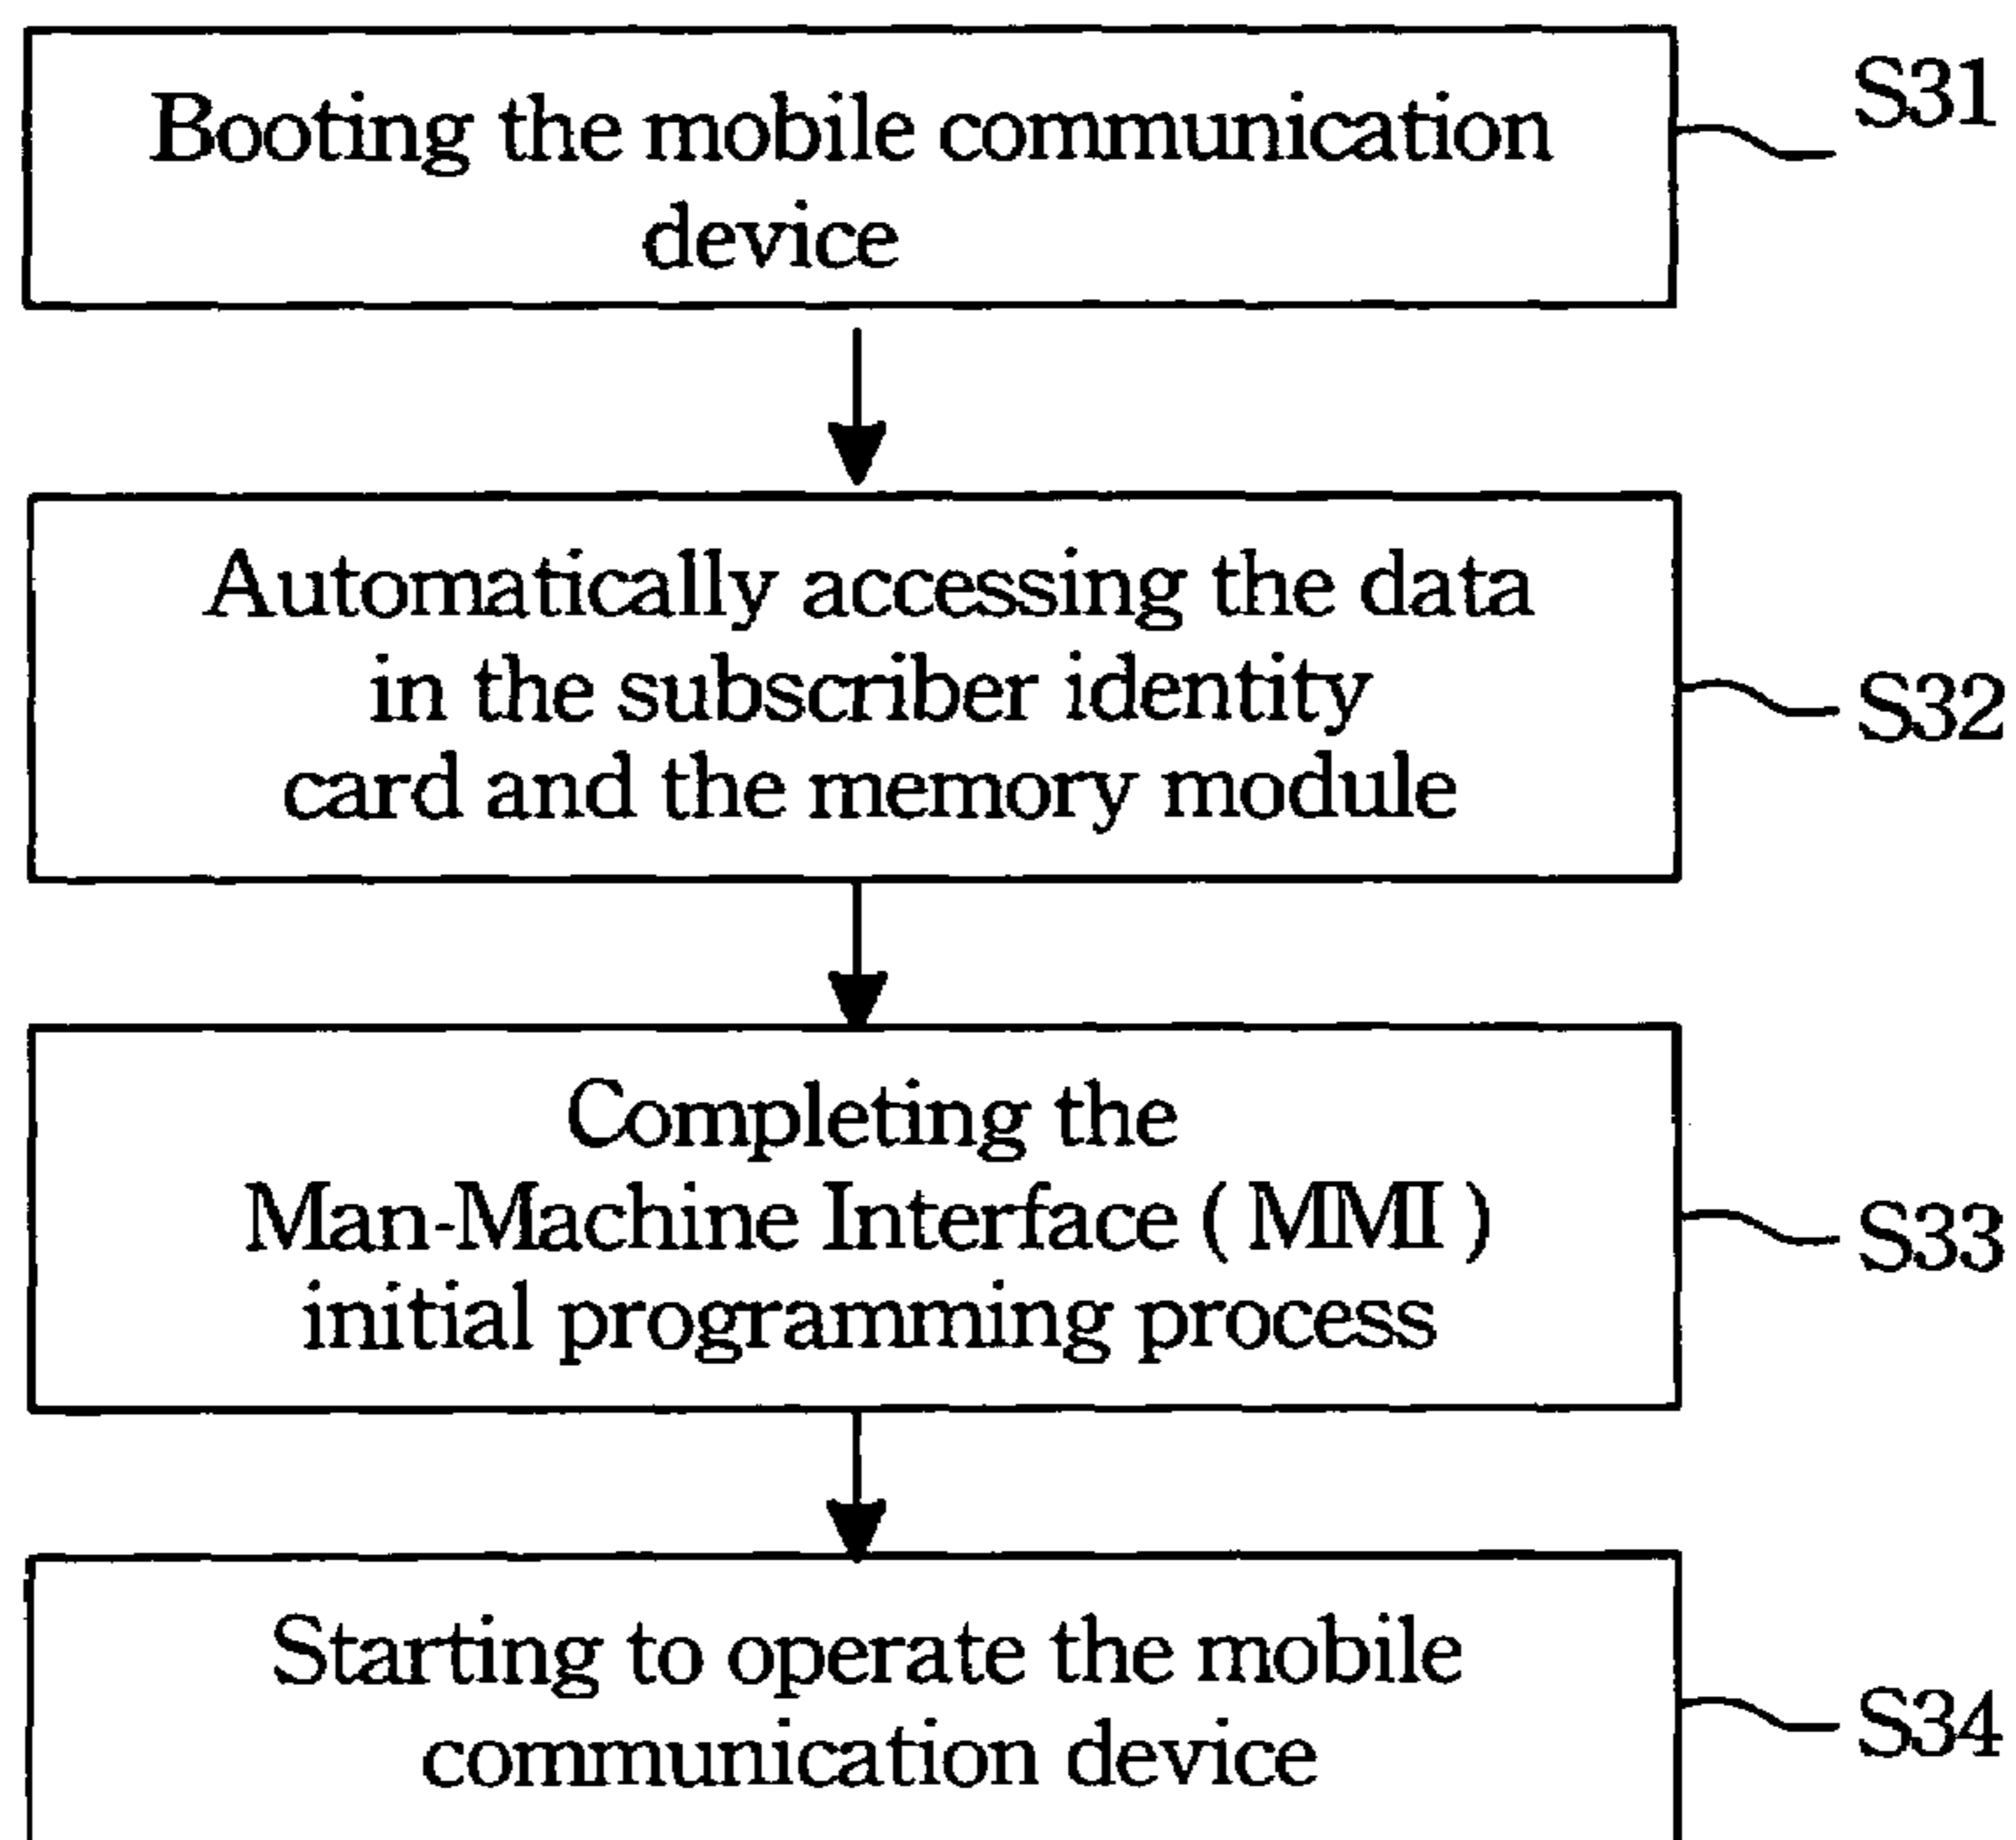 Booting the mobile communication
device
S31
Automatically accessing the data
in the subscriber identity
card and the memory module
S32
Completing the
Man-Machine Interface ( MMI )
initial programming process
S33
Starting to operate the mobile
communication device
S34